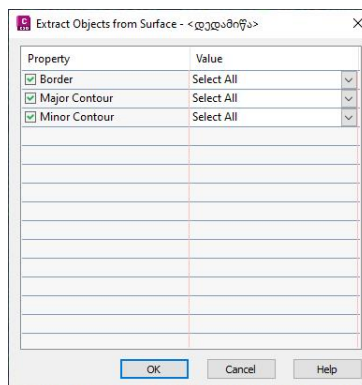 Extract Objects from Surface - <დედამიწა>
Property Value
Border Select All
Major Contour Select All
Minor Contour Select All
OK Cancel Help